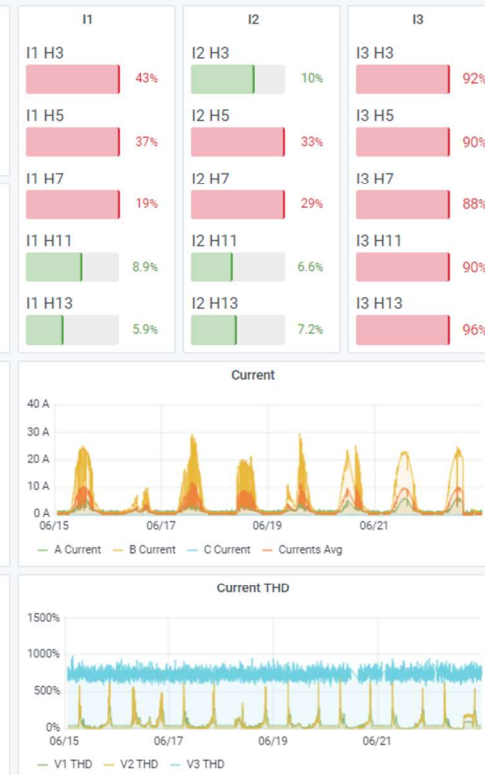 I1
I1 H3
43%
I1 H5
37%
I1 H7
19%
I1 H11
8.9%
I1 H13
5.9%
I2
I2 H3
10%
I2 H5
33%
I2 H7
29%
I2 H11
6.6%
I2 H13
7.2%
I3
I3 H3
92%
I3 H5
90%
I3 H7
88%
I3 H11
90%
I3 H13
96%
Current
40 A
30 A
20 A
10 A
0 A
06/15 06/17 06/19 06/21
A Current B Current C Current Currents Avg
Current THD
1500%
1000%
500%
0%
06/15 06/17 06/19 06/21
V1 THD V2 THD V3 THD